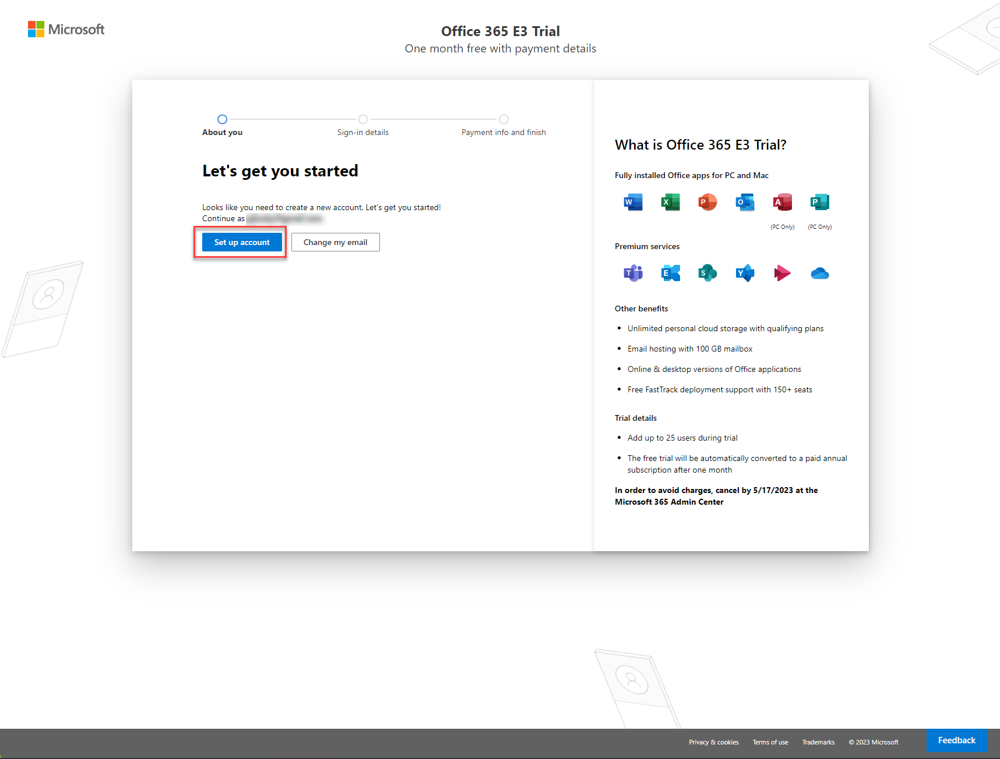 Microsoft
Office 365 E3 Trial
One month free with payment details
About you
Sign-in details
Payment info and finish
Let's get you started
Looks like you need to create a new account. Let's get you started!
Continue as
Set up account
Change my email
What is Office 365 E3 Trial?
Fully installed Office apps for PC and Mac
W
X
P
O
A
P
(PC Only)
(PC Only)
Premium services
T
E
S
Y
Other benefits
Unlimited personal cloud storage with qualifying plans
Email hosting with 100 GB mailbox
Online & desktop versions of Office applications
Free FastTrack deployment support with 150+ seats
Trial details
Add up to 25 users during trial
The free trial will be automatically converted to a paid annual
subscription after one month
In order to avoid charges, cancel by 5/17/2023 at the
Microsoft 365 Admin Center
Privacy & cookies
Terms of use
Trademarks
© 2023 Microsoft
Feedback